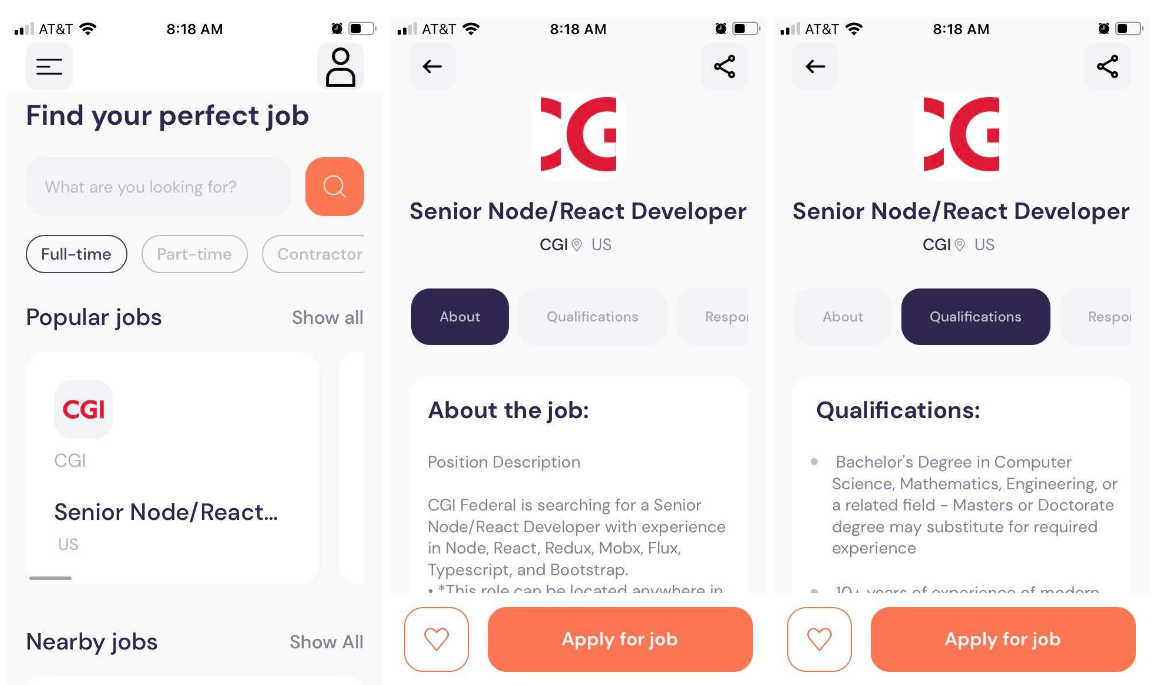 AT&T 8:18 AM
Find your perfect job
What are you looking for?
Full-time Part-time Contractor
Popular jobs Show all
CGI
CGI
Senior Node/React...
US
Nearby jobs Show All
AT&T 8:18 AM
CG
Senior Node/React Developer
CGI US
About Qualifications Respo
About the job:
Position Description
CGI Federal is searching for a Senior
Node/React Developer with experience
in Node, React, Redux, Mobx, Flux,
Typescript, and Bootstrap.
• *This role can be located anywhere in
Apply for job
AT&T 8:18 AM
CG
Senior Node/React Developer
CGI US
About Qualifications Respo
Qualifications:
• Bachelor's Degree in Computer
Science, Mathematics, Engineering, or
a related field - Masters or Doctorate
degree may substitute for required
experience
• 10+ years of experience of modern
Apply for job